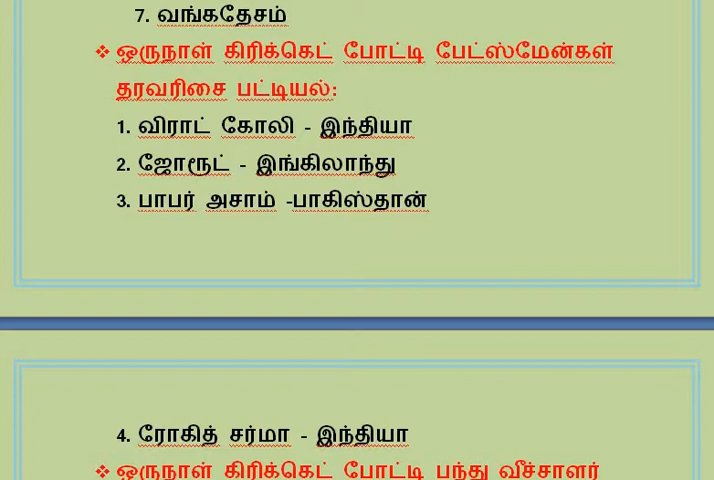 7. வங்கதேசம்
❖ ஒருநாள் கிரிக்கெட் போட்டி பேட்ஸ்மேன்கள்
தரவரிசை பட்டியல்:
1. விராட் கோலி - இந்தியா
2. ஜோரூட் - இங்கிலாந்து
3. பாபர் அசாம் -பாகிஸ்தான்
4. ரோகித் சர்மா - இந்தியா
❖ ஒருநாள் கிரிக்கெட் போட்டி பந்து வீச்சாளர்